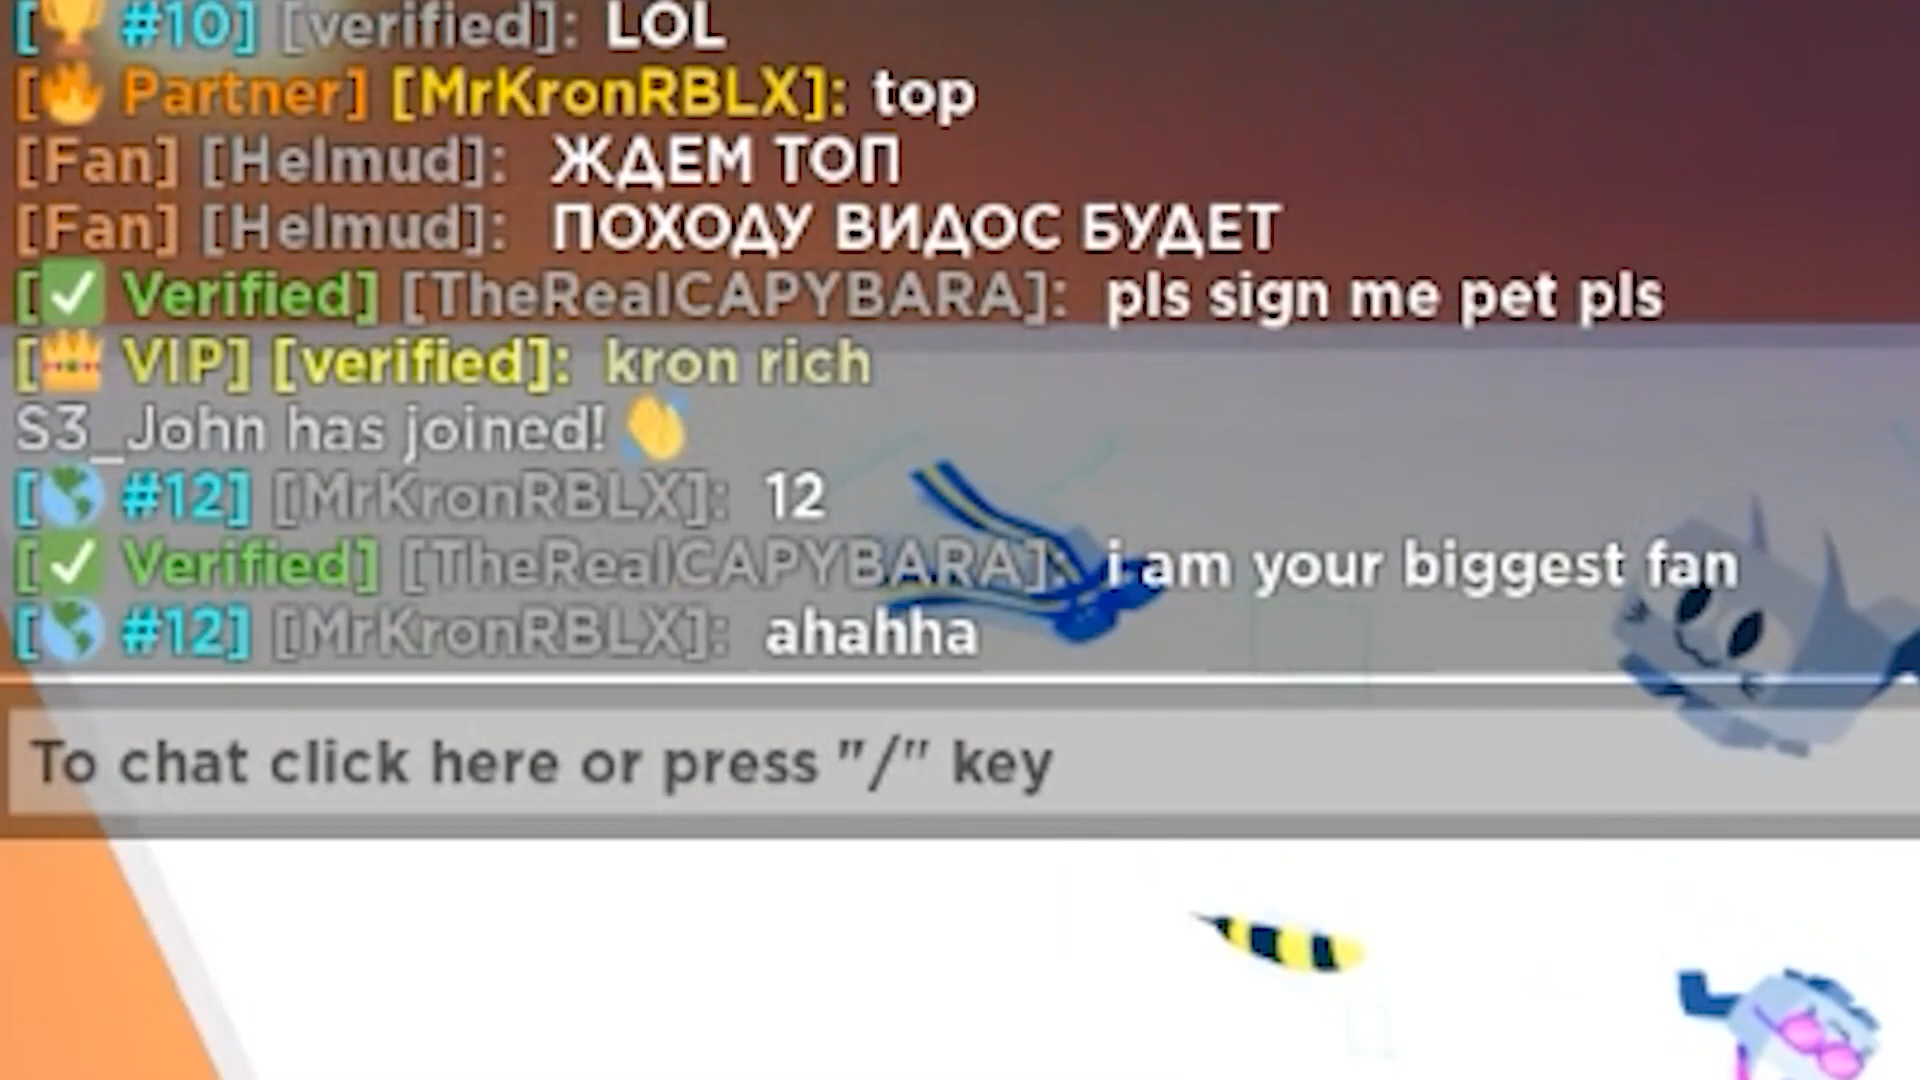 [🏆 #10] [verified]: LOL
[🔥 Partner] [MrKronRBLX]: top
[Fan] [Helmud]: ЖДЕМ ТОП
[Fan] [Helmud]: ПОХОДУ ВИДОС БУДЕТ
[✅ Verified] [TheRealCAPYBARA]: pls sign me pet pls
[👑 VIP] [verified]: kron rich
S3_John has joined! 👋
[🌎 #12] [MrKronRBLX]: 12
[✅ Verified] [TheRealCAPYBARA]: i am your biggest fan
[🌎 #12] [MrKronRBLX]: ahahha
To chat click here or press "/" key